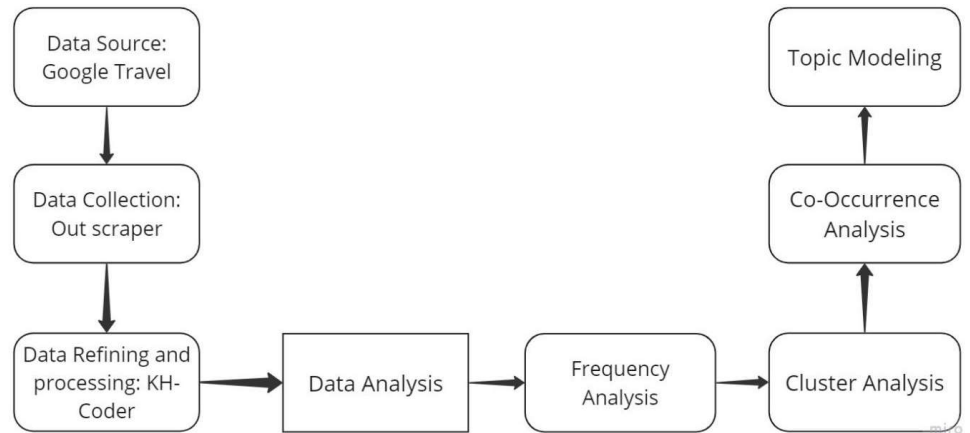 Data Source:
Google Travel
Data Collection:
Out scraper
Data Refining and
processing: KH-
Coder
Data Analysis
Frequency
Analysis
Cluster Analysis
Co-Occurrence
Analysis
Topic Modeling
miro